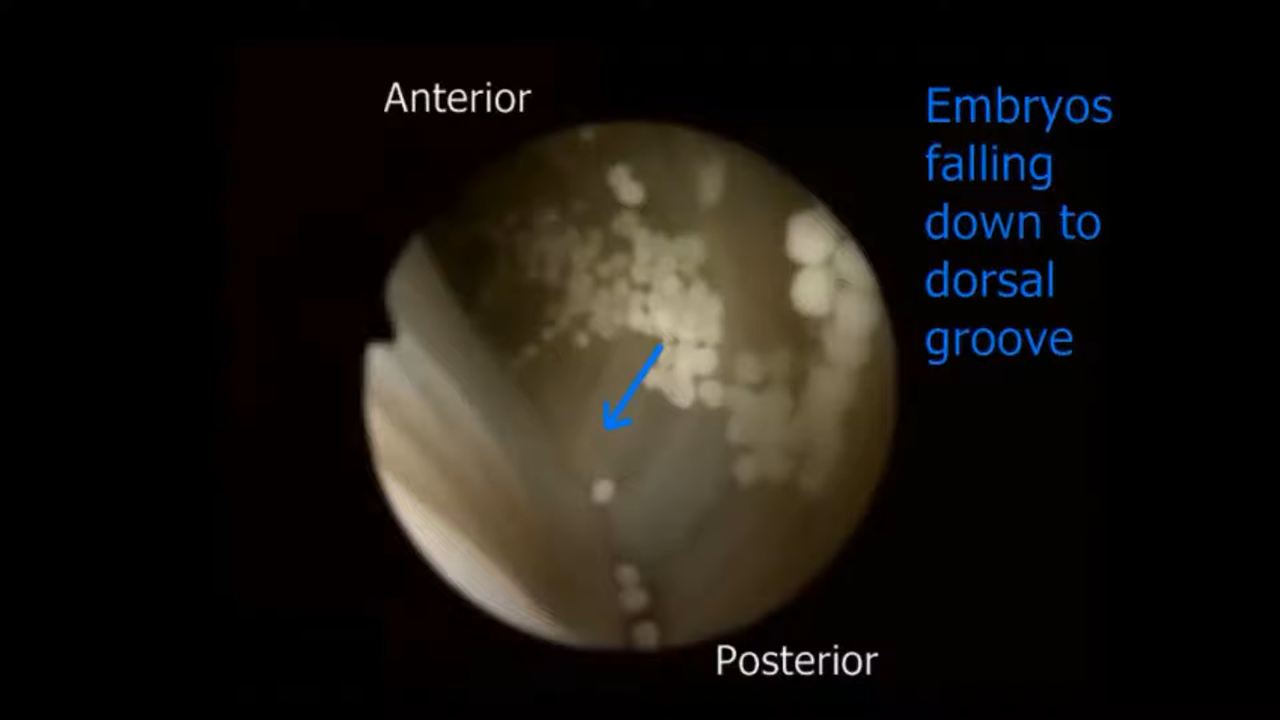 Anterior
Embryos
falling
down to
dorsal
groove
Posterior